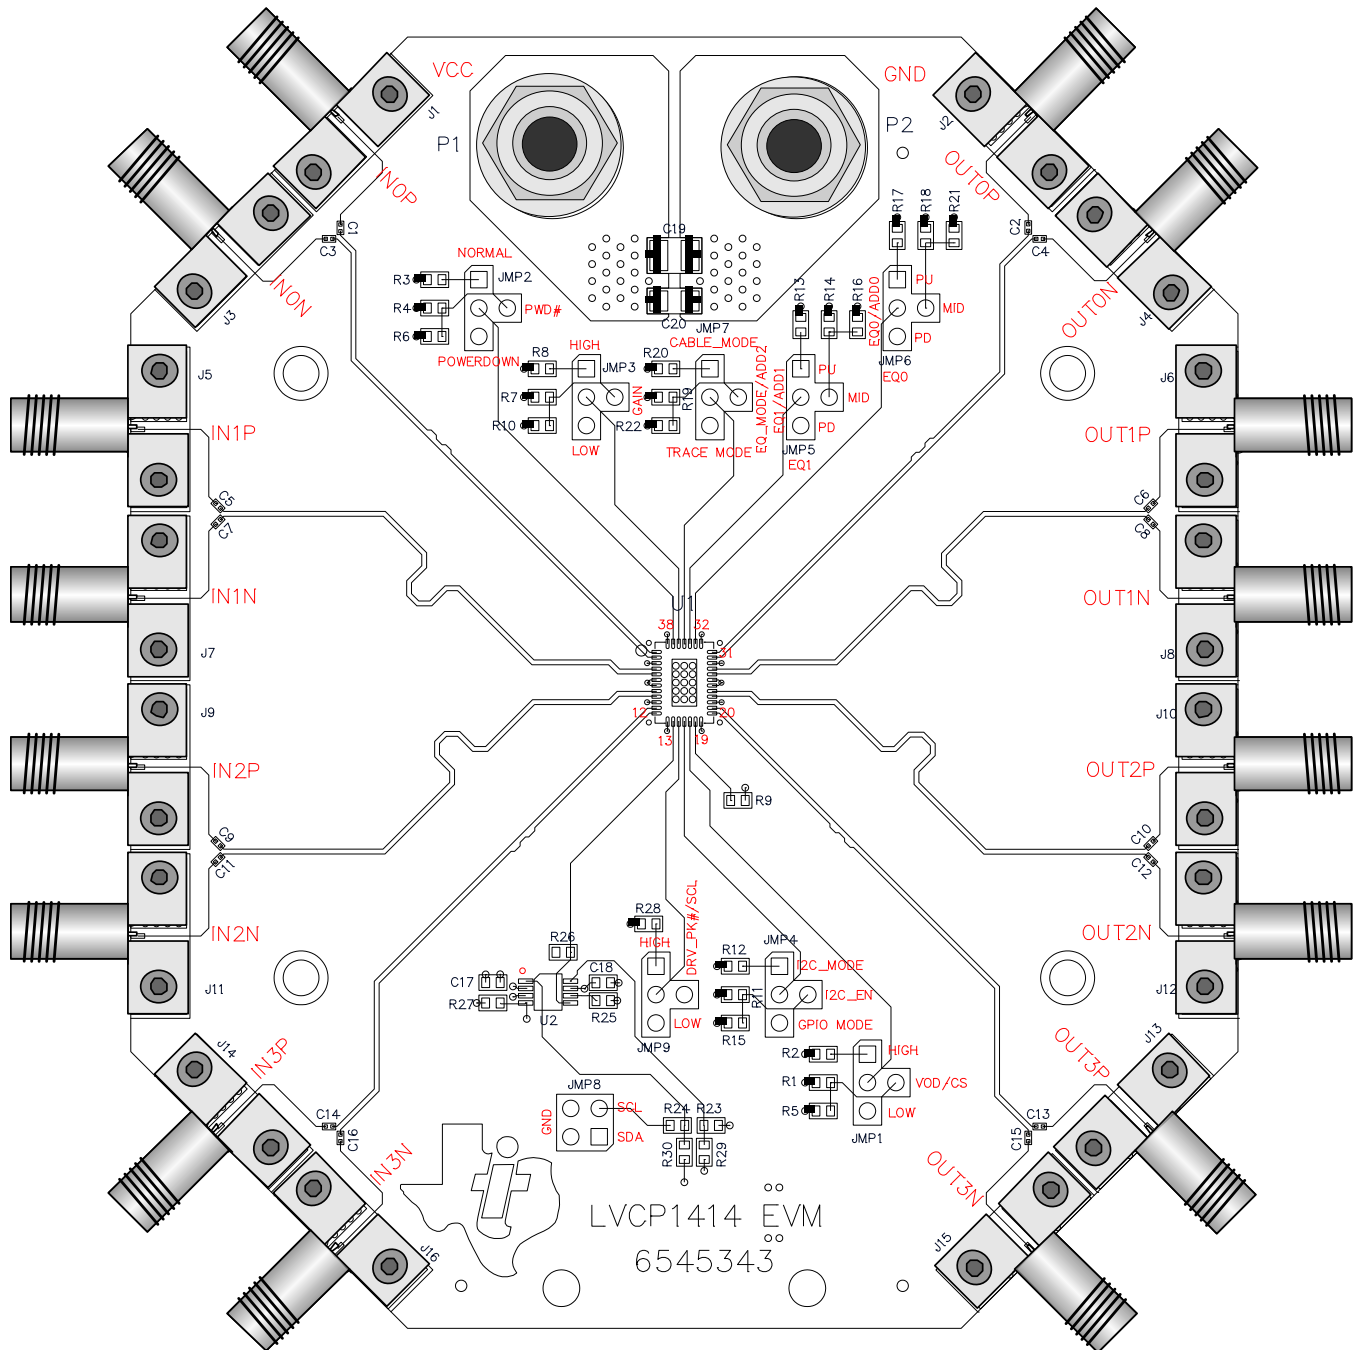 VCC
GND
P1
P2
J1
J2
IN0P
OUT0P
J3
J4
IN0N
OUT0N
C1
C3
C2
C4
C19
C20
R17
R18
R21
NORMAL
JMP2
R3
R4
R6
PWD#
POWERDOWN
R13
R14
R16
EQ0/ADD0
PU
MID
PD
JMP6
EQ0
JMP7
CABLE_MODE
R8
HIGH
JMP3
R7
GAIN
R10
LOW
R20
R19
R22
TRACE MODE
EQ_MODE/ADD2
EQ1/ADD1
PU
MID
PD
JMP5
EQ1
J5
J6
IN1P
OUT1P
C5
C7
C6
C8
IN1N
OUT1N
J7
J8
U1
38
32
31
12
13
19
20
J9
J10
IN2P
OUT2P
R9
C9
C11
C10
C12
IN2N
OUT2N
J11
J12
R28
HIGH
DRV_PK#/SCL
LOW
JMP9
R26
C17
C18
R27
U2
R25
R12
JMP4
I2C_MODE
R11
I2C_EN
R15
GPIO MODE
R2
HIGH
R1
VOD/CS
R5
LOW
JMP1
J14
J13
IN3P
OUT3P
C14
C16
C13
C15
IN3N
OUT3N
JMP8
GND
SCL
SDA
R24
R23
R30
R29
J16
J15
LVCP1414 EVM
6545343